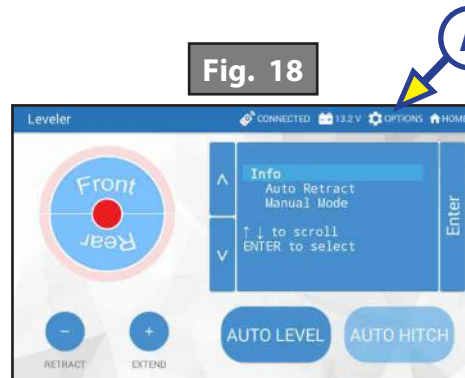 Fig. 18
Leveler
CONNECTED 13.2 V OPTIONS HOME
Front
Rear
Info
Auto Retract
Manual Mode
↑ ↓ to scroll
ENTER to select
Enter
AUTO LEVEL
AUTO HITCH
RETRACT
EXTEND